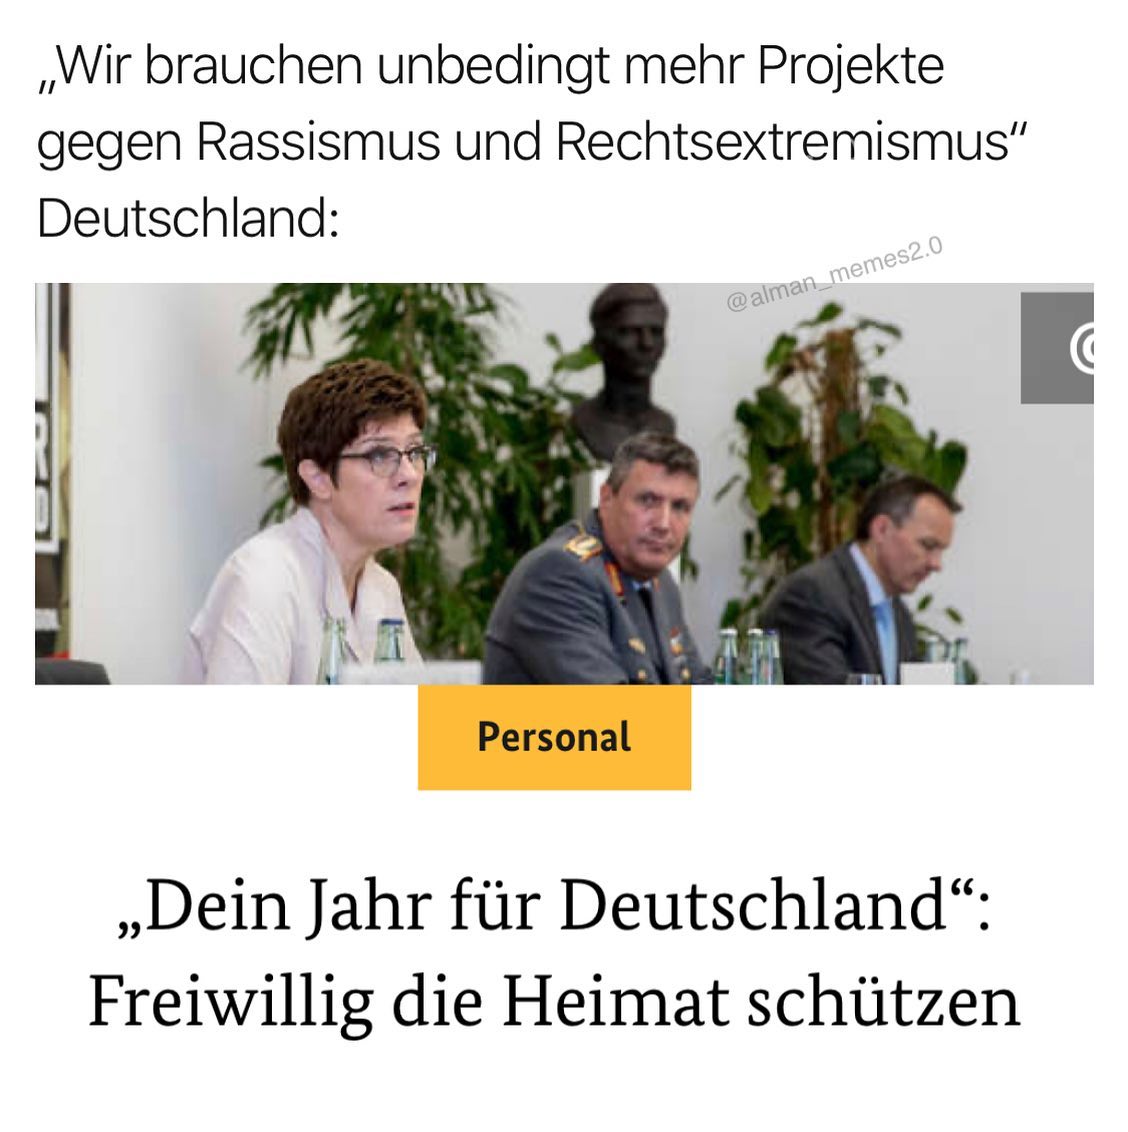 „Wir brauchen unbedingt mehr Projekte
gegen Rassismus und Rechtsextremismus“
Deutschland:
@alman_memes2.0
Personal
„Dein Jahr für Deutschland“:
Freiwillig die Heimat schützen